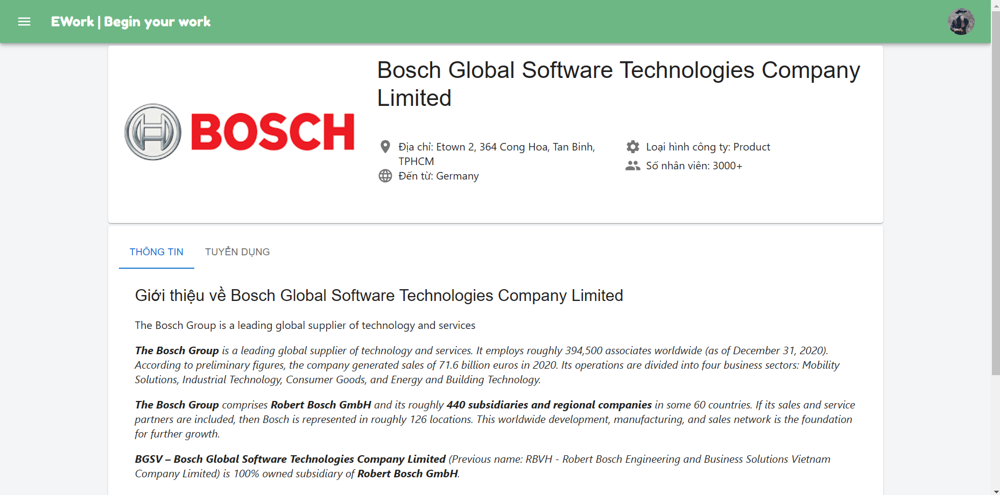 EWork | Begin your work
BOSCH
Bosch Global Software Technologies Company
Limited
Địa chỉ: Etown 2, 364 Cong Hoa, Tan Binh,
TPHCM
Đến từ: Germany
Loại hình công ty: Product
Số nhân viên: 3000+
THÔNG TIN
TUYỂN DỤNG
Giới thiệu về Bosch Global Software Technologies Company Limited
The Bosch Group is a leading global supplier of technology and services
The Bosch Group is a leading global supplier of technology and services. It employs roughly 394,500 associates worldwide (as of December 31, 2020).
According to preliminary figures, the company generated sales of 71.6 billion euros in 2020. Its operations are divided into four business sectors: Mobility
Solutions, Industrial Technology, Consumer Goods, and Energy and Building Technology.
The Bosch Group comprises Robert Bosch GmbH and its roughly 440 subsidiaries and regional companies in some 60 countries. If its sales and service
partners are included, then Bosch is represented in roughly 126 locations. This worldwide development, manufacturing, and sales network is the foundation
for further growth.
BGSV – Bosch Global Software Technologies Company Limited (Previous name: RBVH - Robert Bosch Engineering and Business Solutions Vietnam
Company Limited) is 100% owned subsidiary of Robert Bosch GmbH.